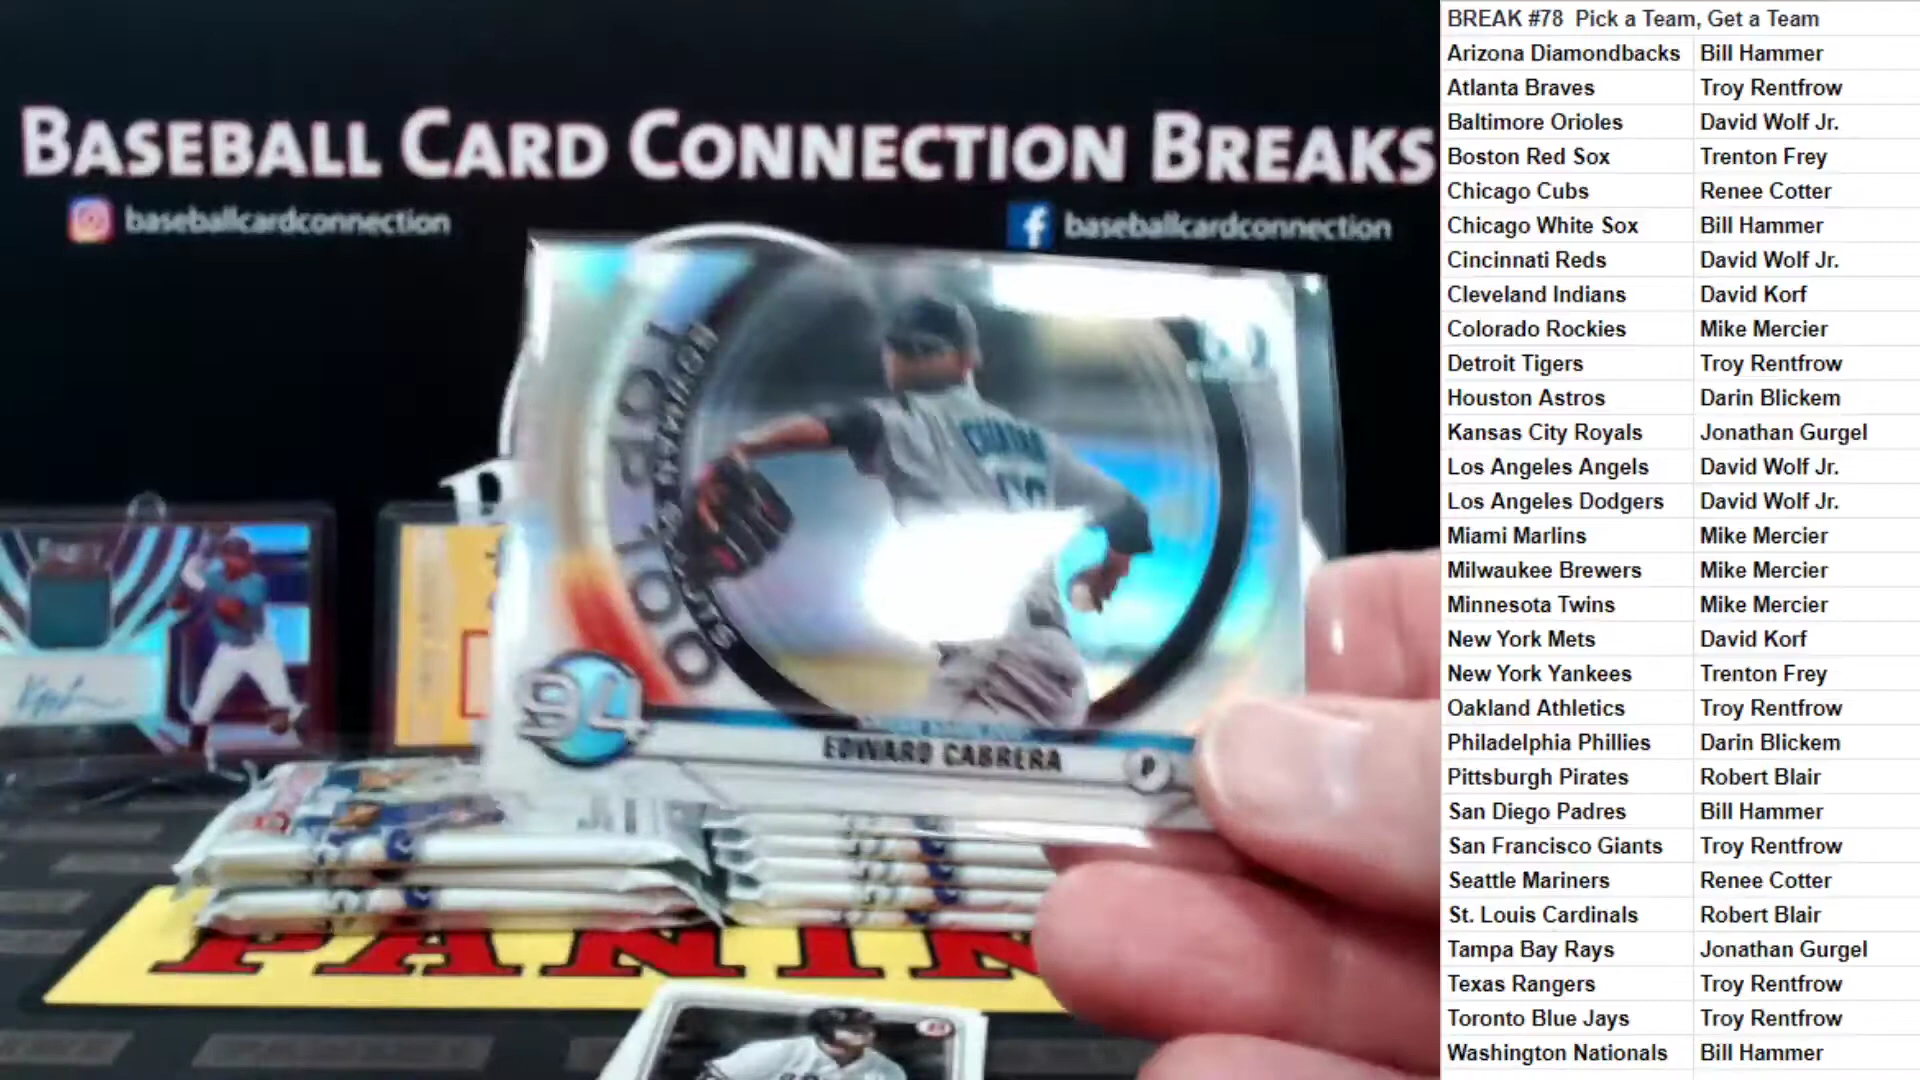 BREAK #78 Pick a Team, Get a Team
Arizona Diamondbacks Bill Hammer
Atlanta Braves Troy Rentfrow
Baltimore Orioles David Wolf Jr.
Boston Red Sox Trenton Frey
Chicago Cubs Renee Cotter
Chicago White Sox Bill Hammer
Cincinnati Reds David Wolf Jr.
Cleveland Indians David Korf
Colorado Rockies Mike Mercier
Detroit Tigers Troy Rentfrow
Houston Astros Darin Blickem
Kansas City Royals Jonathan Gurgel
Los Angeles Angels David Wolf Jr.
Los Angeles Dodgers David Wolf Jr.
Miami Marlins Mike Mercier
Milwaukee Brewers Mike Mercier
Minnesota Twins Mike Mercier
New York Mets David Korf
New York Yankees Trenton Frey
Oakland Athletics Troy Rentfrow
Philadelphia Phillies Darin Blickem
Pittsburgh Pirates Robert Blair
San Diego Padres Bill Hammer
San Francisco Giants Troy Rentfrow
Seattle Mariners Renee Cotter
St. Louis Cardinals Robert Blair
Tampa Bay Rays Jonathan Gurgel
Texas Rangers Troy Rentfrow
Toronto Blue Jays Troy Rentfrow
Washington Nationals Bill Hammer
BASEBALL CARD CONNECTION BREAKS
baseballcardconnection
baseballcardconnection
TOP 100
BOWMAN SCOUTS
94
EDWARD CABRERA
P
PANIN